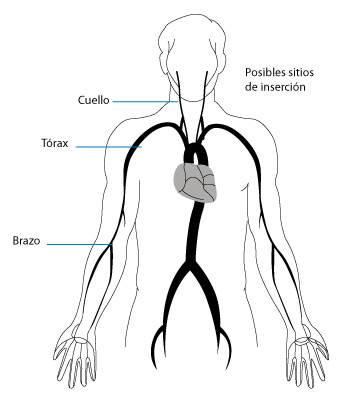 Posibles sitios
de inserción
Cuello
Tórax
Brazo